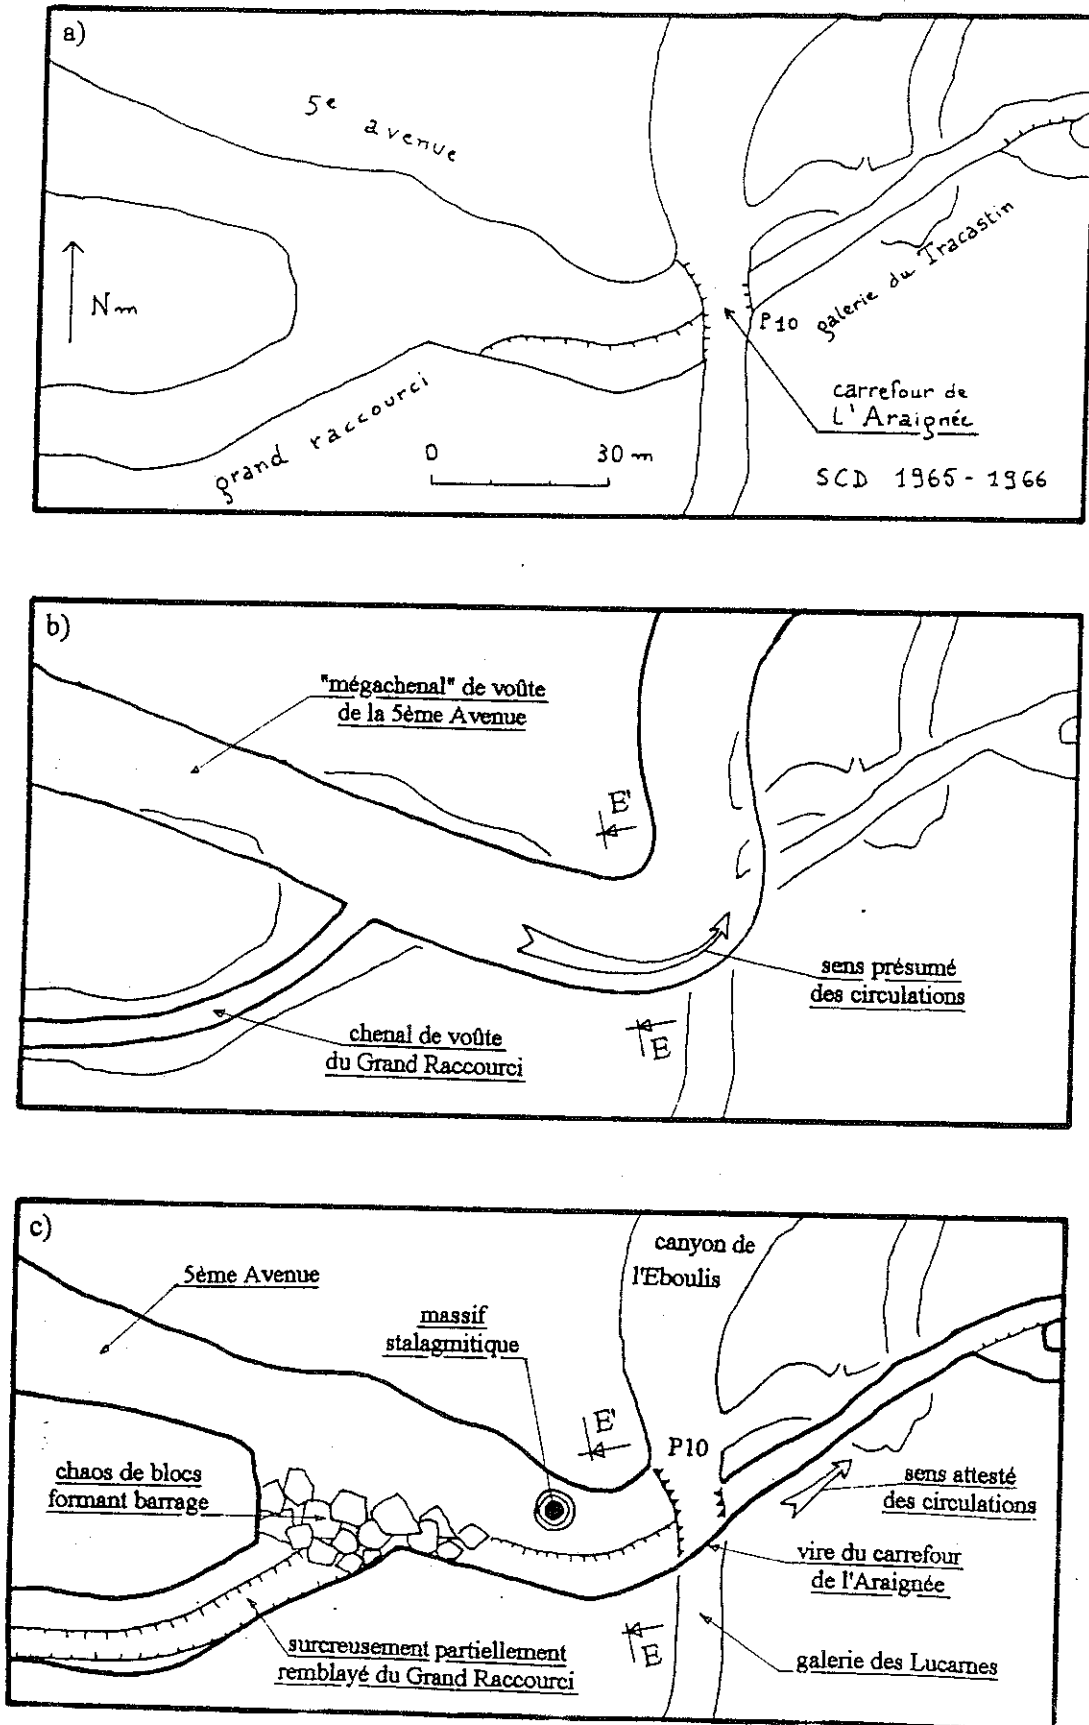 a)
5e avenue
Nm
grand raccourci
0 30 m
P10
galerie du Tracastin
carrefour de
L'Araignée
SCD 1965-1966
b)
"mégachenal" de voûte
de la 5ème Avenue
E'
sens présumé
des circulations
E
chenal de voûte
du Grand Raccourci
c)
canyon de
l'Eboulis
5ème Avenue
massif
stalagmitique
E'
P10
chaos de blocs
formant barrage
sens attesté
des circulations
vire du carrefour
de l'Araignée
E
surcreusement partiellement
remblayé du Grand Raccourci
galerie des Lucarnes